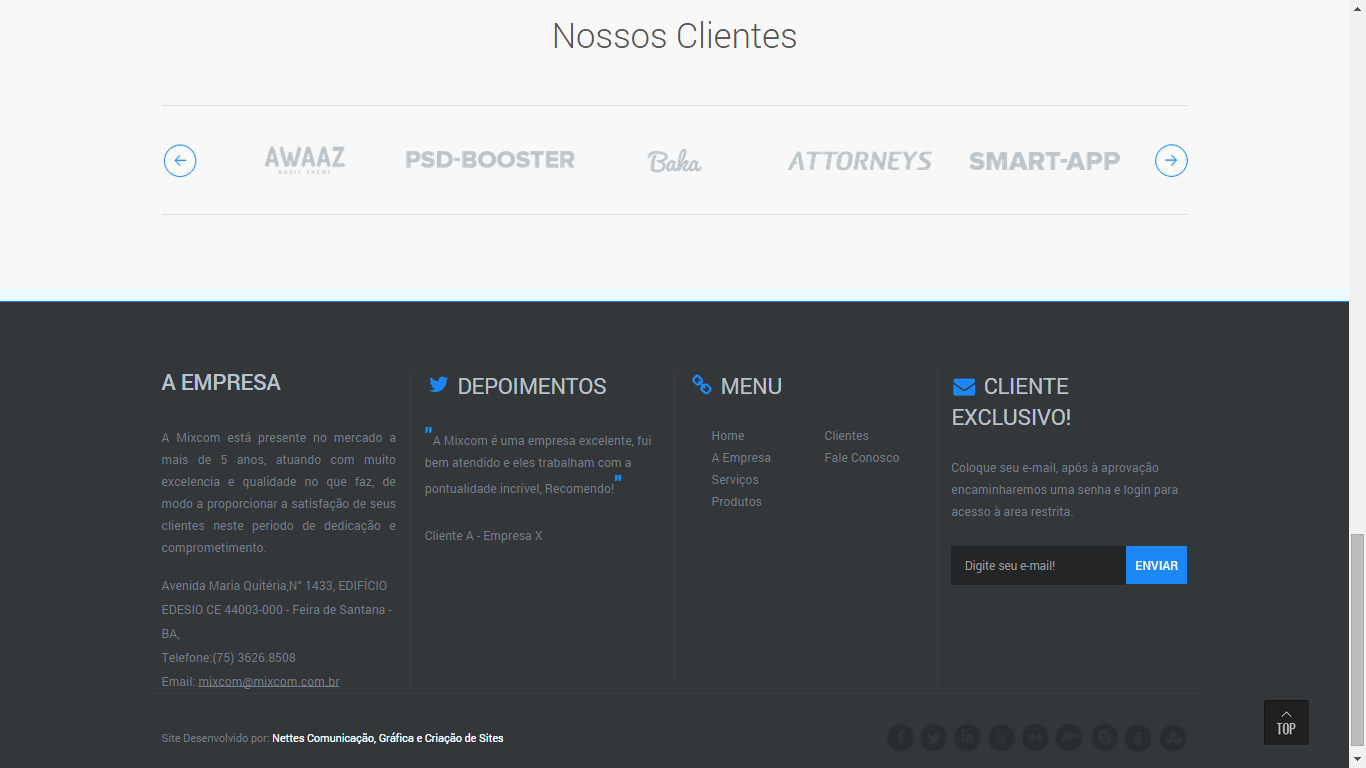 Nossos Clientes
AWAAZ
MUSIC THEME
PSD-BOOSTER
Baka
ATTORNEYS
SMART-APP
A EMPRESA
A Mixcom está presente no mercado a
mais de 5 anos, atuando com muito
excelencia e qualidade no que faz, de
modo a proporcionar a satisfação de seus
clientes neste periodo de dedicação e
comprometimento.
Avenida Maria Quitéria,N° 1433, EDIFÍCIO
EDESIO CE 44003-000 - Feira de Santana -
BA,
Telefone:(75) 3626.8508
Email: mixcom@mixcom.com.br
DEPOIMENTOS
"A Mixcom é uma empresa excelente, fui
bem atendido e eles trabalham com a
pontualidade incrível, Recomendo!"
Cliente A - Empresa X
MENU
Home
A Empresa
Serviços
Produtos
Clientes
Fale Conosco
CLIENTE
EXCLUSIVO!
Coloque seu e-mail, após à aprovação
encaminharemos uma senha e login para
acesso à area restrita.
Digite seu e-mail!
ENVIAR
Site Desenvolvido por: Nettes Comunicação, Gráfica e Criação de Sites
TOP